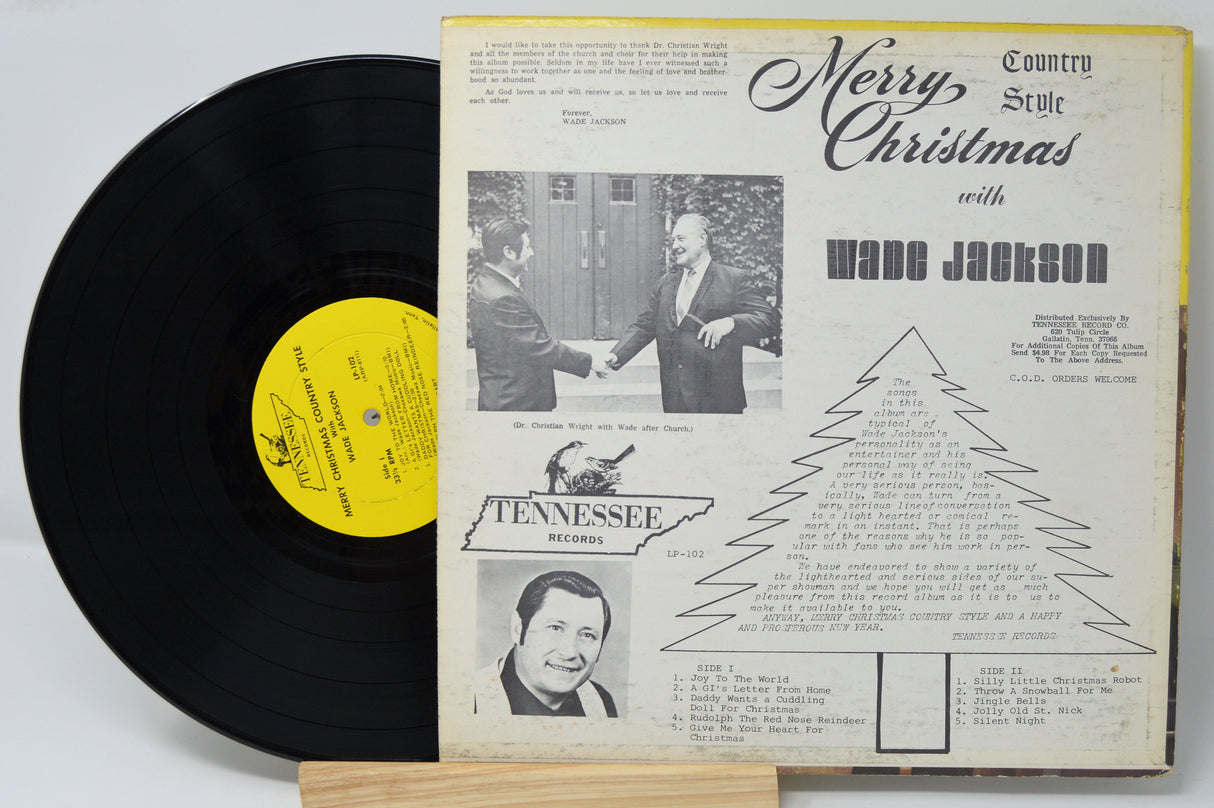 I would like to take this opportunity to thank Dr. Christian Wright
and all the members of the church and choir for their help in making
this album possible. Seldom in my life have I ever witnessed such a
willingness to work together as one and the feeling of love and brother-
hood so abundant.
As God loves us and will receive us, so let us love and receive
each other.
Forever,
WADE JACKSON
Merry
Christmas
Country
Style
with
WADE JACKSON
Distributed Exclusively By
TENNESSEE RECORD CO.
620 Tulip Circle
Gallatin, Tenn. 37066
For Additional Copies Of This Album
Send $4.98 For Each Copy Requested
To The Above Address.
C.O.D. ORDERS WELCOME
(Dr. Christian Wright with Wade after Church.)
TENNESSEE
RECORDS
LP-102
The
songs
in this
album are
typical of
Wade Jackson's
personality as an
entertainer and his
personal way of seing
our life as it really is.
A very serious person, bas-
ically, Wade can turn from a
very serious line of conversation
to a light hearted or comical re-
mark in an instant. That is perhaps
one of the reasons why he is so pop-
ular with fans who see him work in per-
son.
We have endeavored to show a variety of
the lighthearted and serious sides of our su-
per showman and we hope you will get as much
pleasure from this record album as it is to us to
make it available to you.
ANYWAY, MERRY CHRISTMAS COUNTRY STYLE AND A HAPPY
AND PROSPEROUS NEW YEAR.
TENNESSEE RECORDS
SIDE I
1. Joy To The World
2. A GI's Letter From Home
3. Daddy Wants a Cuddling
Doll For Christmas
4. Rudolph The Red Nose Reindeer
5. Give Me Your Heart For
Christmas
SIDE II
1. Silly Little Christmas Robot
2. Throw A Snowball For Me
3. Jingle Bells
4. Jolly Old St. Nick
5. Silent Night
TENNESSEE
RECORDS
MERRY CHRISTMAS COUNTRY STYLE
With
WADE JACKSON
Side 1
33⅓ RPM
LP-102